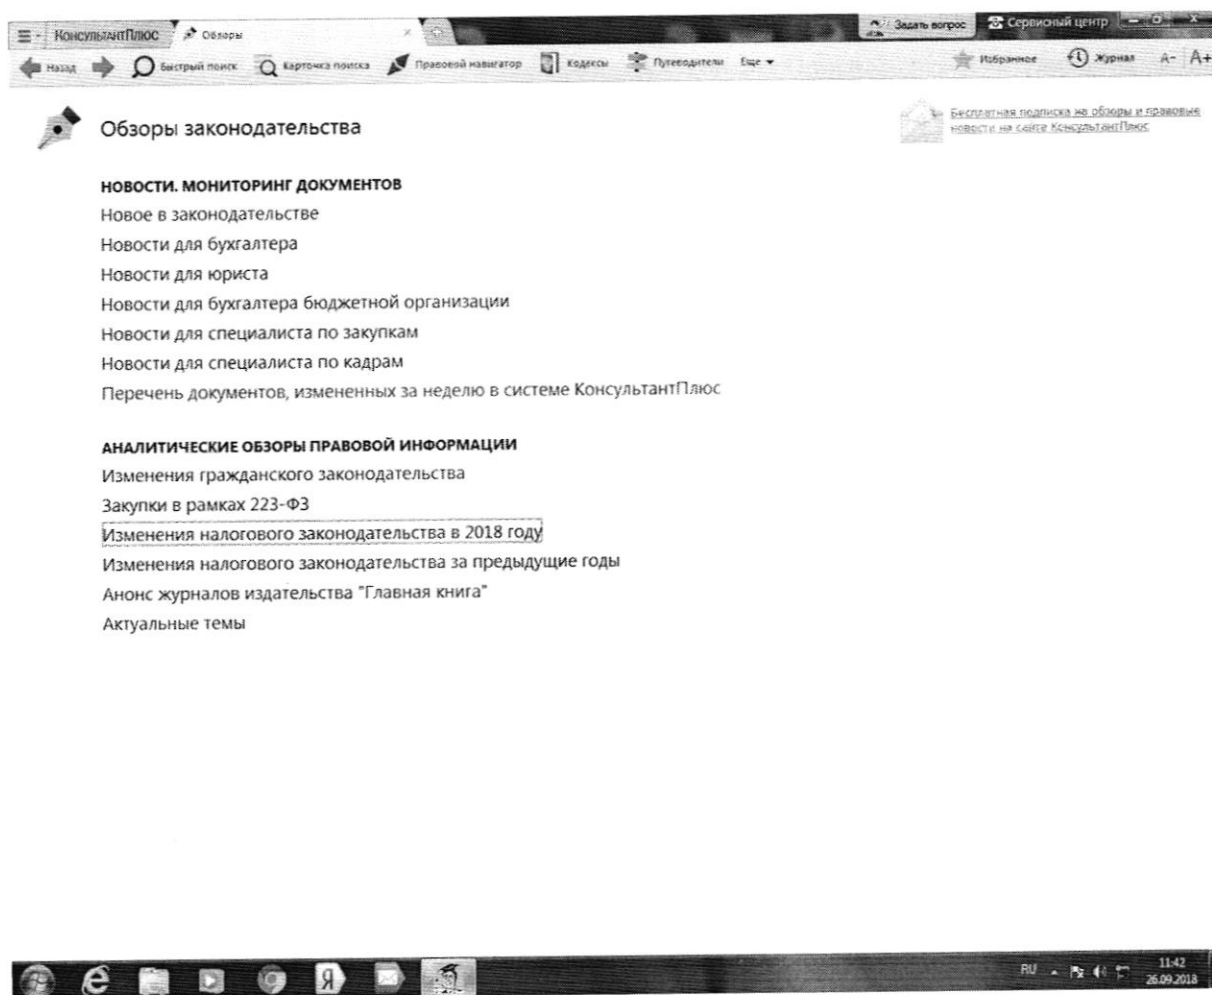 КонсультантПлюс Обзоры Задать вопрос Сервисный центр
Назад Быстрый поиск Карточка поиска Правовой навигатор Кодексы Путеводители Еще Избранное Журнал А- А+
Обзоры законодательства
Бесплатная подписка на обзоры и правовые
новости на сайте КонсультантПлюс
НОВОСТИ. МОНИТОРИНГ ДОКУМЕНТОВ
Новое в законодательстве
Новости для бухгалтера
Новости для юриста
Новости для бухгалтера бюджетной организации
Новости для специалиста по закупкам
Новости для специалиста по кадрам
Перечень документов, измененных за неделю в системе КонсультантПлюс
АНАЛИТИЧЕСКИЕ ОБЗОРЫ ПРАВОВОЙ ИНФОРМАЦИИ
Изменения гражданского законодательства
Закупки в рамках 223-ФЗ
Изменения налогового законодательства в 2018 году
Изменения налогового законодательства за предыдущие годы
Анонс журналов издательства "Главная книга"
Актуальные темы
Я RU 11:42
26.09.2018